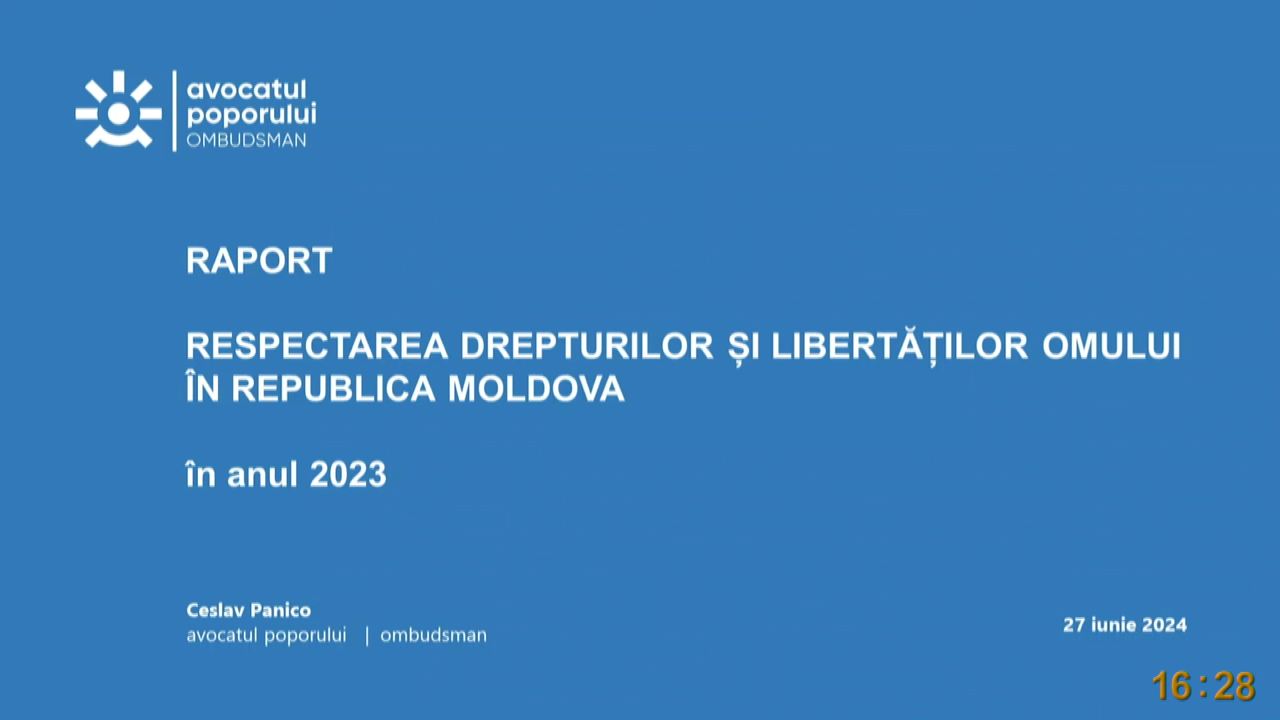 avocatul
poporului
OMBUDSMAN
RAPORT
RESPECTAREA DREPTURILOR ȘI LIBERTĂȚILOR OMULUI
ÎN REPUBLICA MOLDOVA
în anul 2023
Ceslav Panico
avocatul poporului | ombudsman
27 iunie 2024
16:28